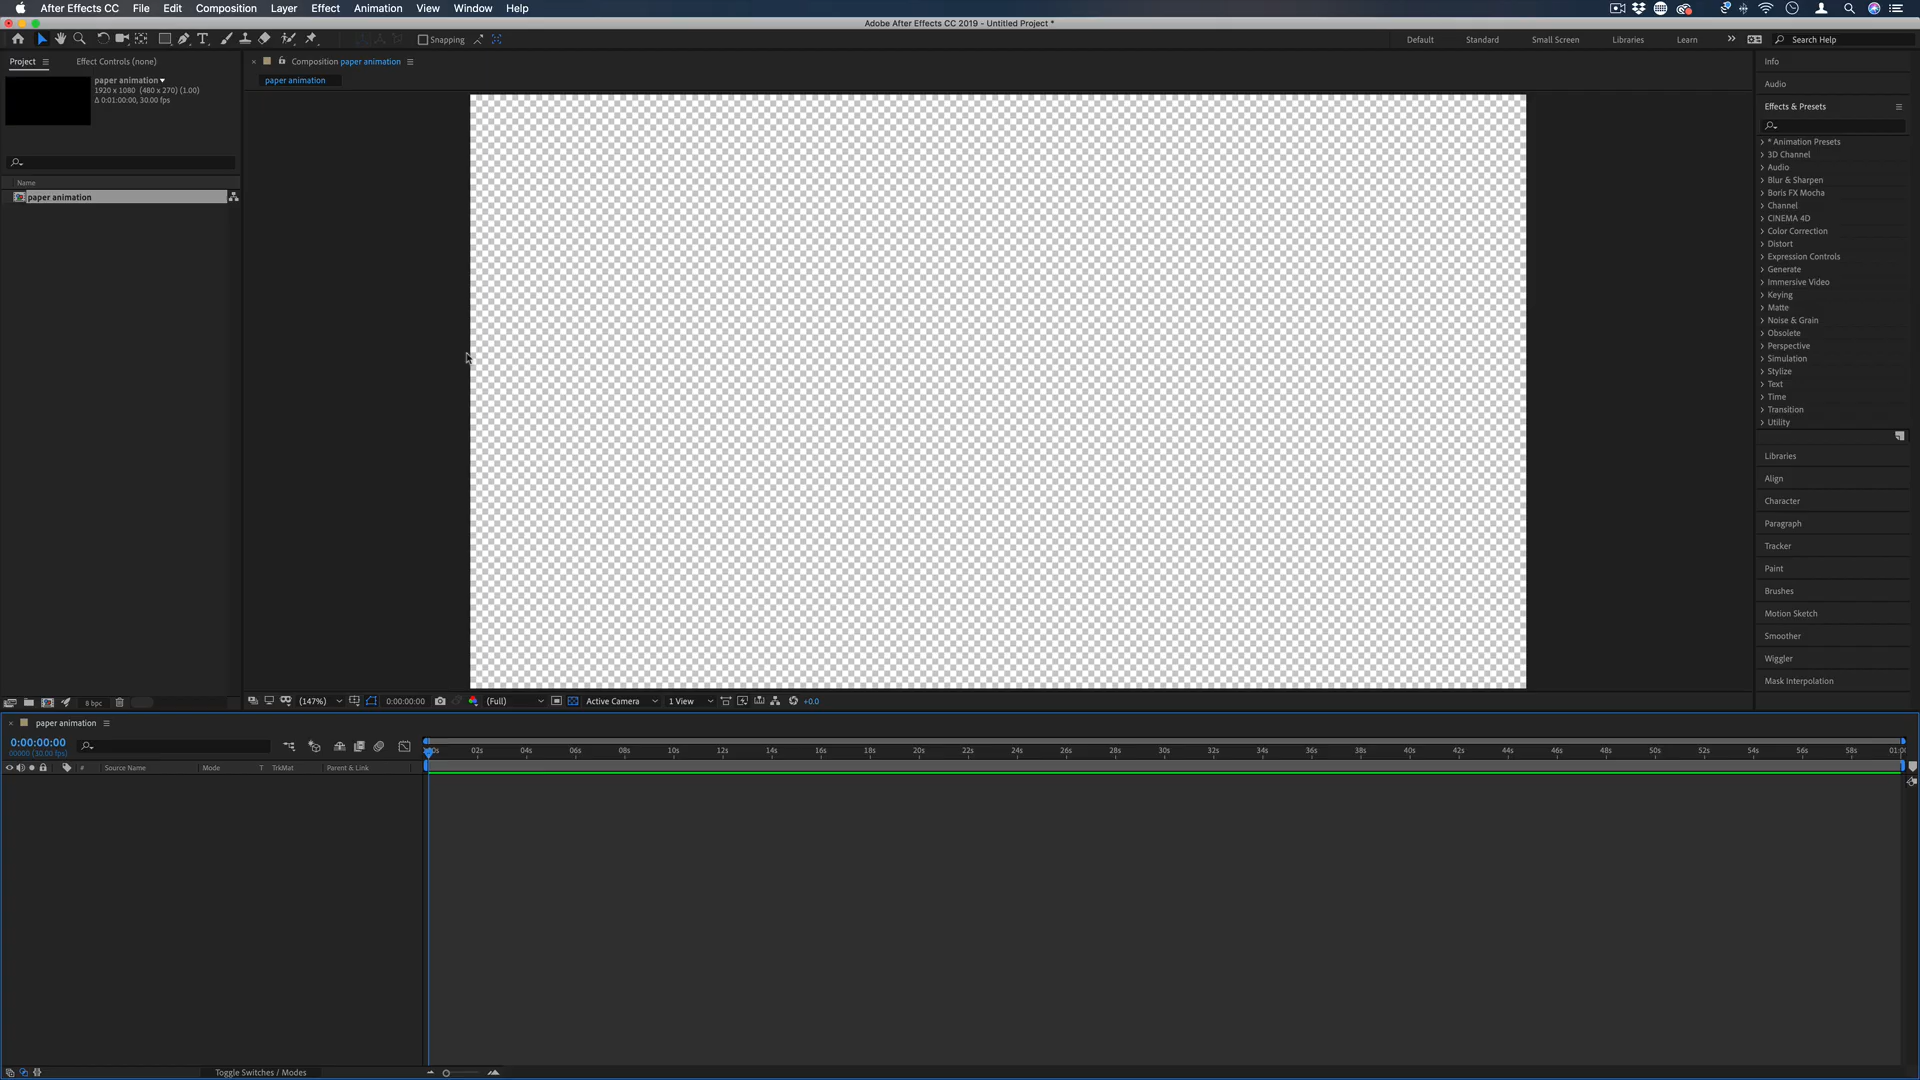 After Effects CC File Edit Composition Layer Effect Animation View Window Help
Adobe After Effects CC 2019 - Untitled Project *
Snapping
Default Standard Small Screen Libraries Learn Search Help
Project Effect Controls (none)
paper animation
1920 x 1080 (480 x 270) (1.00)
Δ 0:01:00:00, 30.00 fps
Name
paper animation
8 bpc
Composition paper animation
paper animation
(147%) 0:00:00:00 (Full) Active Camera 1 View +0.0
Info
Audio
Effects & Presets
* Animation Presets
3D Channel
Audio
Blur & Sharpen
Boris FX Mocha
Channel
CINEMA 4D
Color Correction
Distort
Expression Controls
Generate
Immersive Video
Keying
Matte
Noise & Grain
Obsolete
Perspective
Simulation
Stylize
Text
Time
Transition
Utility
Libraries
Align
Character
Paragraph
Tracker
Paint
Brushes
Motion Sketch
Smoother
Wiggler
Mask Interpolation
paper animation
0:00:00:00
00000 (30.00 fps)
# Source Name Mode T TrkMat Parent & Link
02s 04s 06s 08s 10s 12s 14s 16s 18s 20s 22s 24s 26s 28s 30s 32s 34s 36s 38s 40s 42s 44s 46s 48s 50s 52s 54s 56s 58s
Toggle Switches / Modes